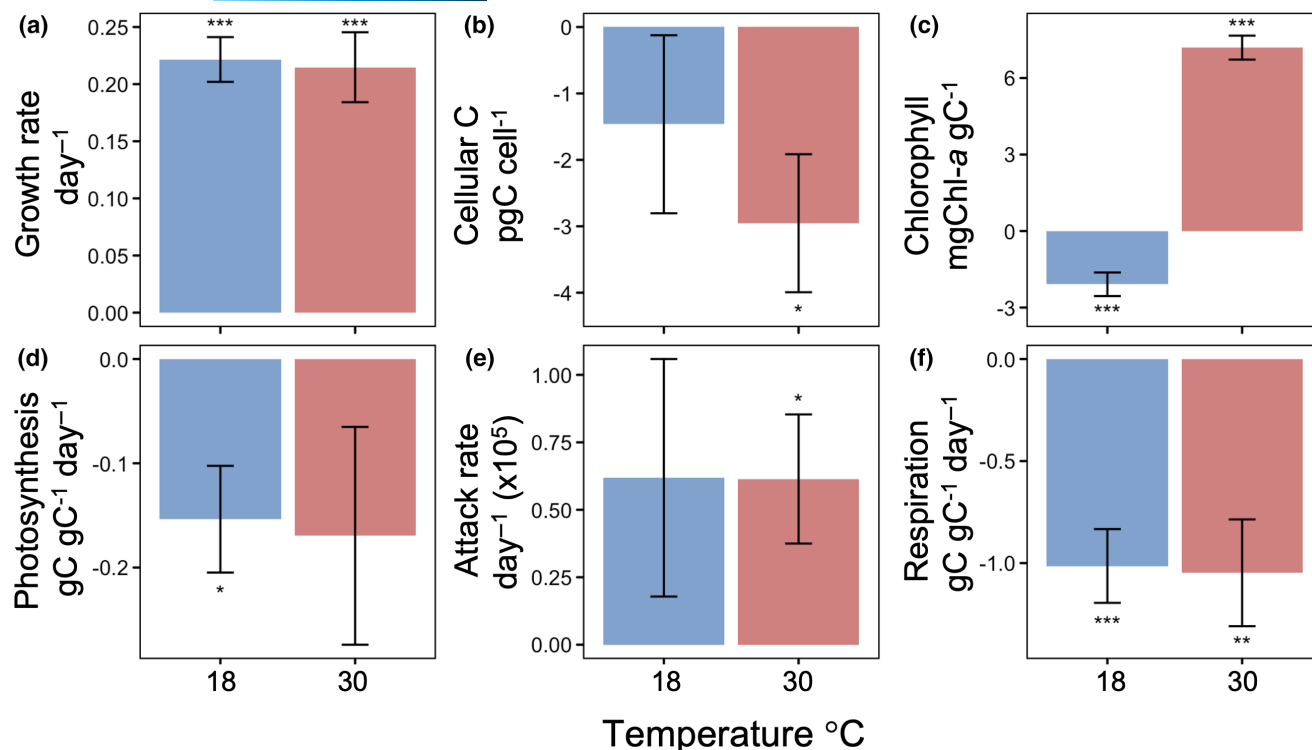 (a)
Growth rate
day⁻¹
0.25
0.20
0.15
0.10
0.05
0.00
***
***
(b)
Cellular C
pgC cell⁻¹
0
-1
-2
-3
-4
*
(c)
Chlorophyll
mgChl-a gC⁻¹
6
3
0
-3
***
***
(d)
Photosynthesis
gC gC⁻¹ day⁻¹
0.0
-0.1
-0.2
*
18
30
(e)
Attack rate
day⁻¹ (x10⁵)
1.00
0.75
0.50
0.25
0.00
*
18
30
(f)
Respiration
gC gC⁻¹ day⁻¹
0.0
-0.5
-1.0
***
**
18
30
Temperature °C